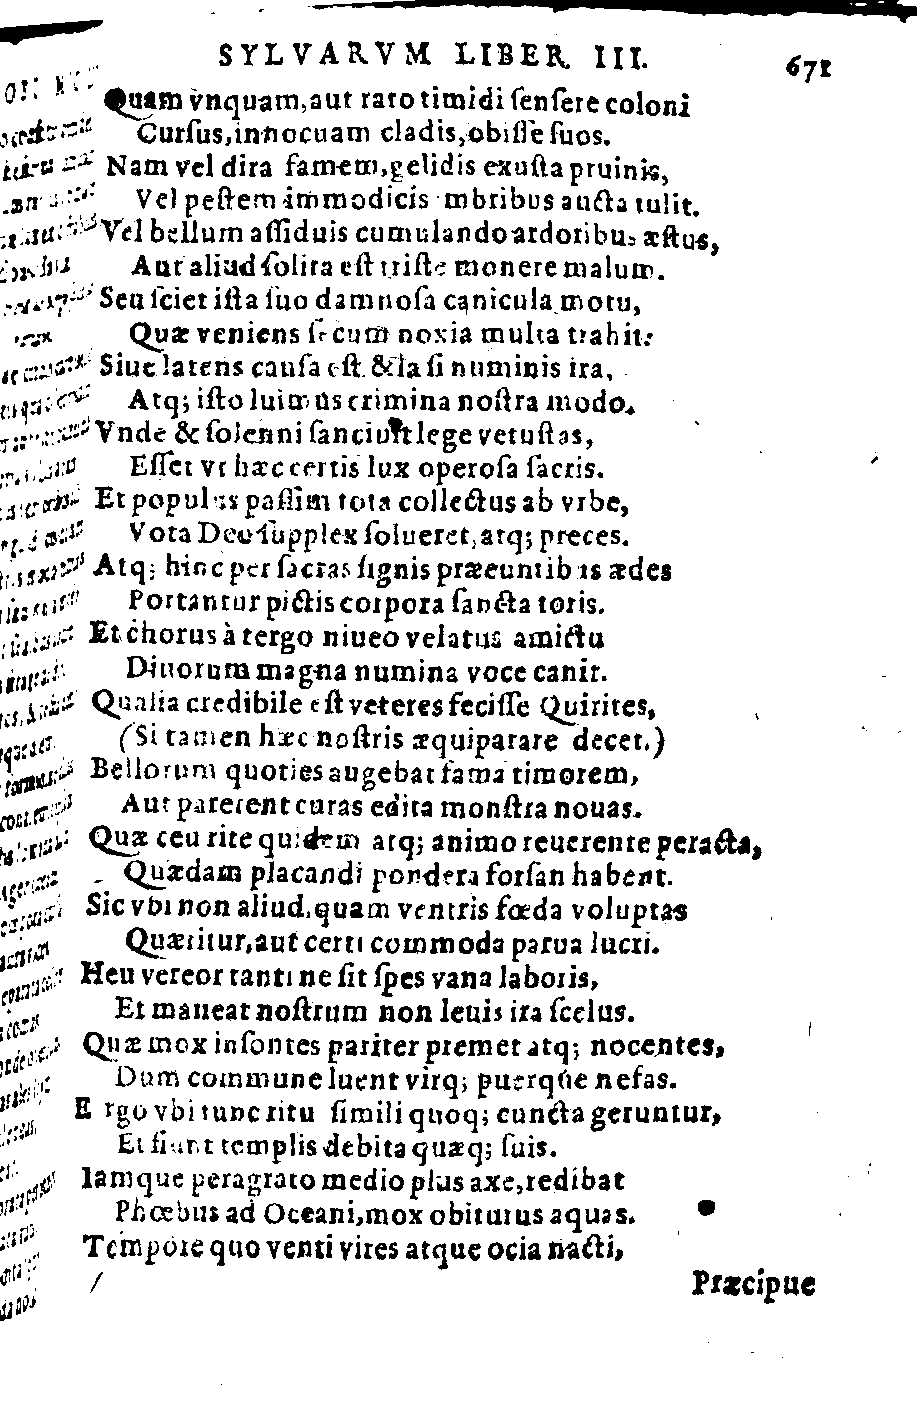 SYLVARVM LIBER III. 671
Quam vnquam, aut raro timidi ſenſere coloni
Curſus, innocuam cladis, obiſſe ſuos.
Nam vel dira famem, gelidis exuſta pruinis,
Vel peſtem immodicis mbribus aucta tulit.
Vel bellum aſſiduis cumulando ardoribus æſtus,
Aut aliud ſolita eſt triſte monere malum.
Seu ſciet iſta ſuo damnoſa canicula motu,
Quæ veniens ſecum noxia multa trahit:
Siue latens cauſa eſt & læſi numinis ira,
Atq; iſto luimus crimina noſtra modo.
Vnde & ſolenni ſanciuit lege vetuſtas,
Eſſet vt hæc certis lux operoſa ſacris.
Et populus paſſim tota collectus ab vrbe,
Vota Deo ſupplex ſolueret, atq; preces.
Atq; hinc per ſacras ſignis præeuntibus ædes
Portantur pictis corpora ſancta toris.
Et chorus à tergo niueo velatus amictu
Diuorum magna numina voce canit.
Qualia credibile eſt veteres feciſſe Quirites,
(Si tamen hæc noſtris æquiparare decet.)
Bellorum quoties augebat fama timorem,
Aut parerent curas edita monſtra nouas.
Quæ ceu rite quidem atq; animo reuerente peracta,
Quædam placandi pondera forſan habent.
Sic vbi non aliud, quam ventris fœda voluptas
Quæritur, aut certi commoda parua lucri.
Heu vereor tanti ne ſit ſpes vana laboris,
Et maneat noſtrum non leuis ira ſcelus.
Quæ mox inſontes pariter premet atq; nocentes,
Dum commune luent virq; puerq́ue nefas.
Ergo vbi tunc ritu ſimili quoq; cuncta geruntur,
Et fiunt templis debita quæq; ſuis.
Iamque peragrato medio plus axe, redibat
Phœbus ad Oceani, mox obiturus aquas.
Tempore quo venti vires atque ocia nacti,
Præcipue